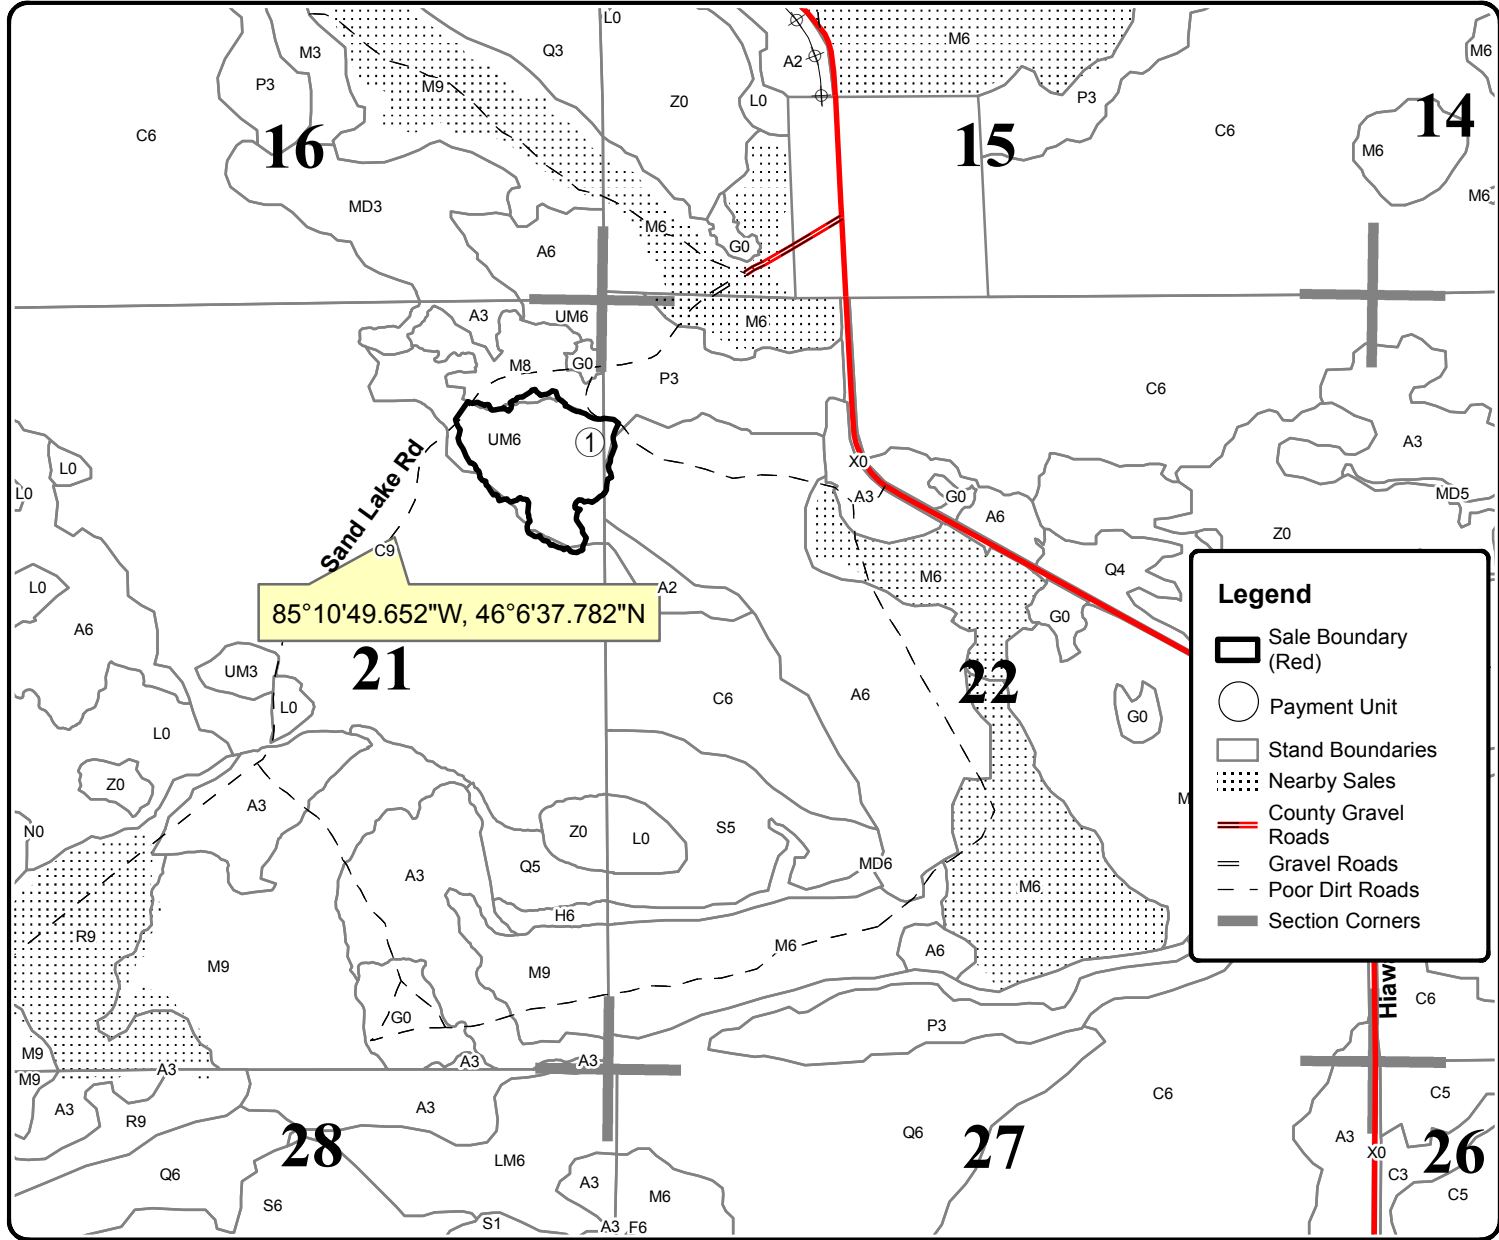 L0
M6
Q3
A2
M6
M3
P3
M9
Z0
L0
P3
C6
16
15
C6
14
M6
MD3
M6
M6
A6
G0
A3
UM6
M6
M8
G0
P3
C6
UM6
1
A3
L0
X0
L0
A3
G0
MD5
A6
Sand Lake Rd
Z0
C9
M6
Q4
L0
A2
85°10'49.652"W, 46°6'37.782"N
G0
A6
UM3
21
22
C6
A6
L0
G0
L0
Z0
M
A3
N0
Z0
L0
S5
Q5
MD6
A3
M6
H6
R9
M6
A6
M9
M9
G0
P3
C6
Hiaw
M9
A3
A3
A3
M9
A3
A3
R9
C6
C5
A3
28
Q6
27
26
LM6
X0
C3
Q6
A3
M6
C5
S6
S1
A3
F6
Legend
Sale Boundary
(Red)
Payment Unit
Stand Boundaries
Nearby Sales
County Gravel
Roads
Gravel Roads
Poor Dirt Roads
Section Corners